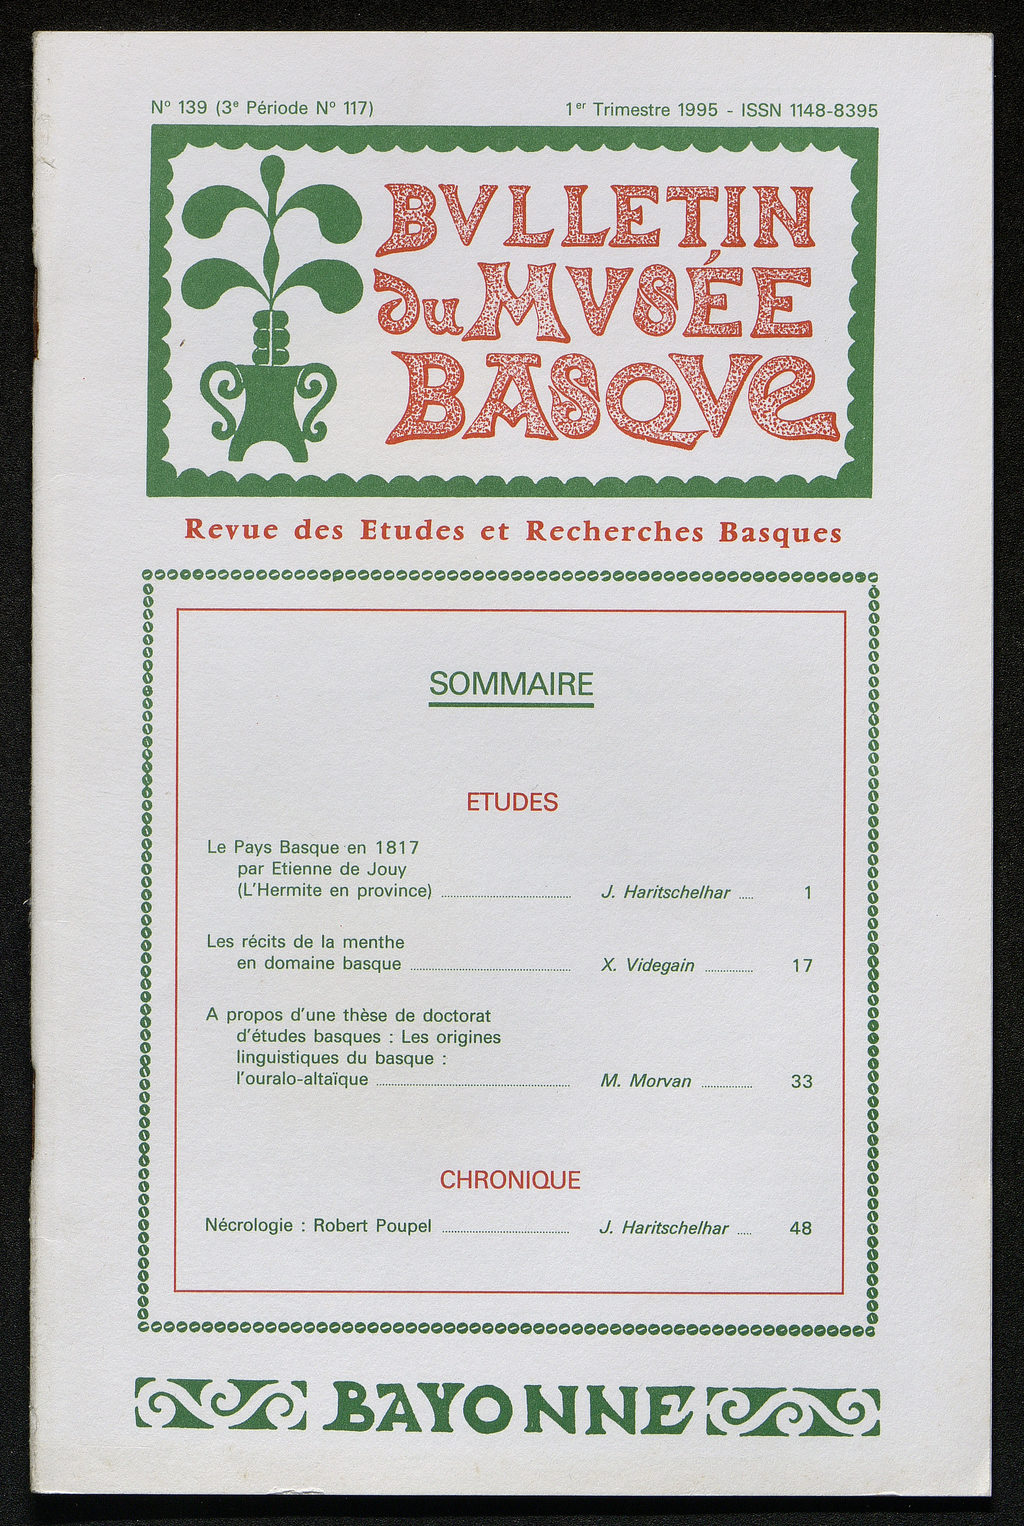 Nº 139 (3e Période Nº 117)
1er Trimestre 1995 - ISSN 1148-8395
BVLLETIN
du MVSÉE
BASQVe
Revue des Etudes et Recherches Basques
SOMMAIRE
ETUDES
Le Pays Basque en 1817
par Etienne de Jouy
(L'Hermite en province) ........ J. Haritschelhar .... 1
Les récits de la menthe
en domaine basque ........ X. Videgain ........ 17
A propos d'une thèse de doctorat
d'études basques : Les origines
linguistiques du basque :
l'ouralo-altaïque ........ M. Morvan ........ 33
CHRONIQUE
Nécrologie : Robert Poupel ........ J. Haritschelhar .... 48
BAYONNE